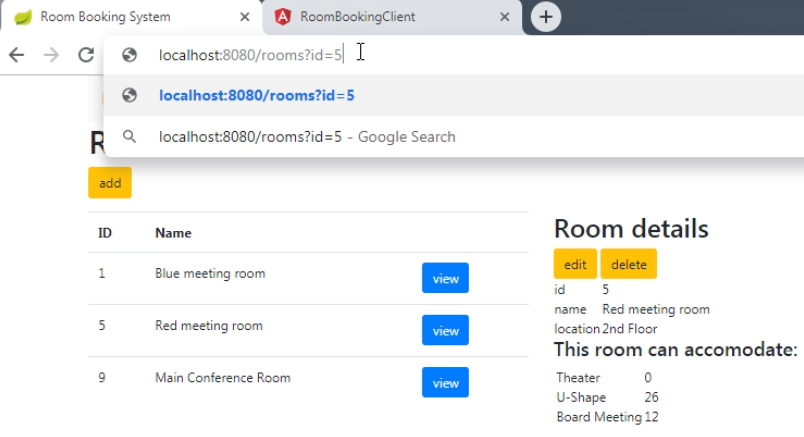 Room Booking System
RoomBookingClient
localhost:8080/rooms?id=5
localhost:8080/rooms?id=5
localhost:8080/rooms?id=5 - Google Search
R
add
ID Name
1 Blue meeting room view
5 Red meeting room view
9 Main Conference Room view
Room details
edit delete
id 5
name Red meeting room
location 2nd Floor
This room can accomodate:
Theater 0
U-Shape 26
Board Meeting 12